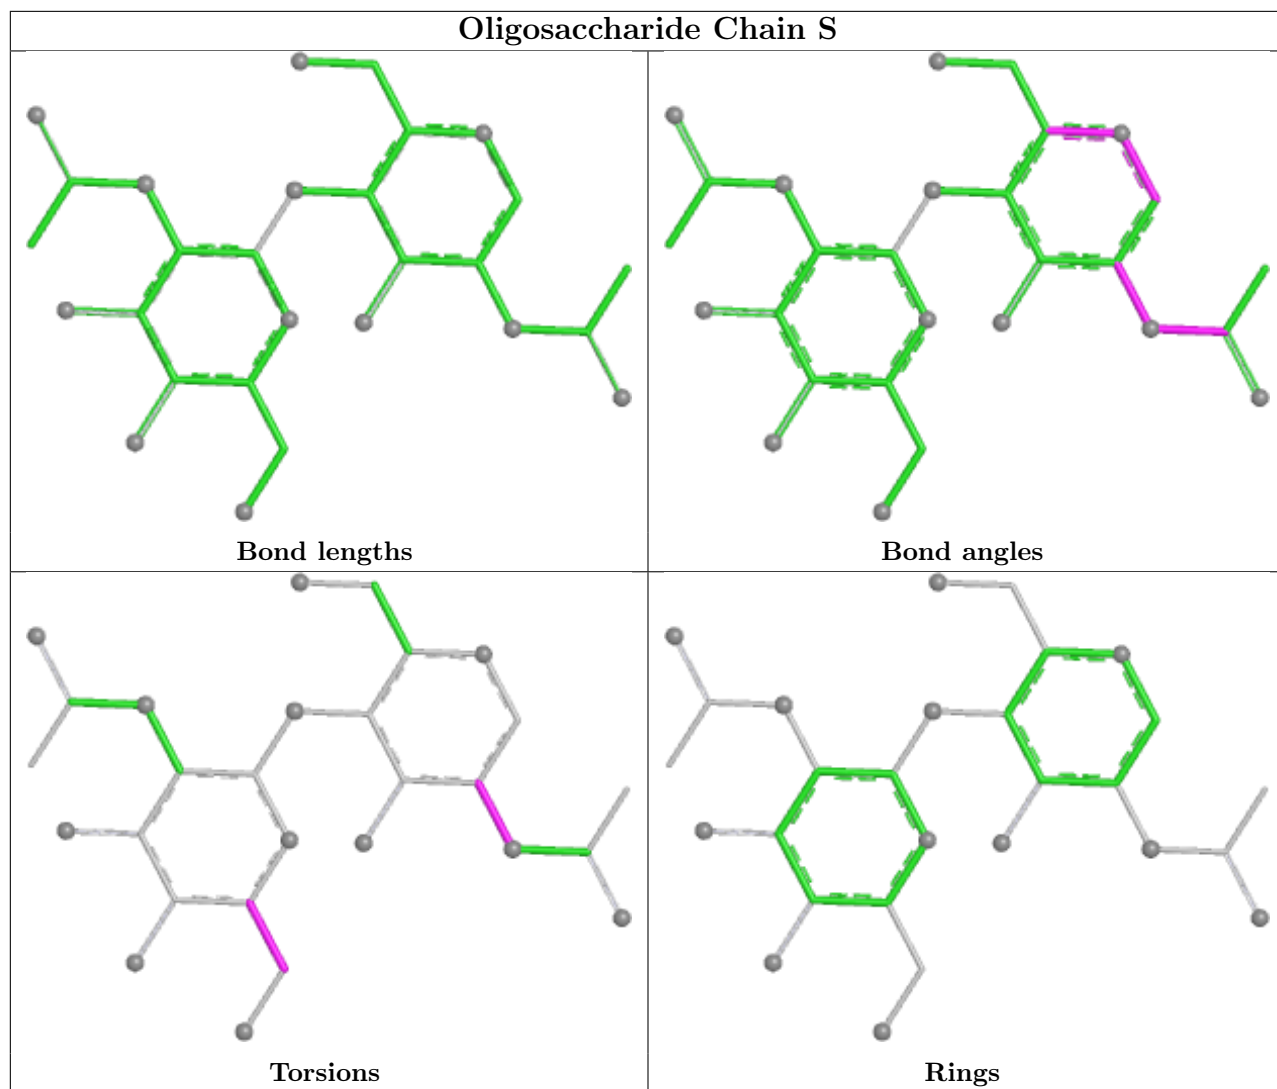 Oligosaccharide Chain S
Bond lengths
Bond angles
Torsions
Rings